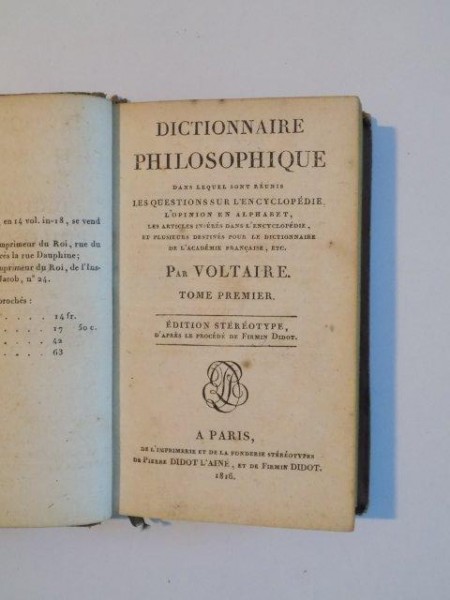 en 14 vol. in-18, se vend
mprimeur du Roi, rue du
rès la rue Dauphine;
mprimeur du Roi, de l'Ins-
Jacob, n° 24.
rochés:
14 fr.
17 50 c.
42
63
DICTIONNAIRE
PHILOSOPHIQUE
DANS LEQUEL SONT RÉUNIS
LES QUESTIONS SUR L'ENCYCLOPÉDIE,
L'OPINION EN ALPHABET,
LES ARTICLES INSÉRÉS DANS L'ENCYCLOPÉDIE,
ET PLUSIEURS DESTINÉS POUR LE DICTIONNAIRE
DE L'ACADÉMIE FRANÇAISE, ETC.
PAR VOLTAIRE.
TOME PREMIER.
ÉDITION STÉRÉOTYPE,
D'APRÈS LE PROCÉDÉ DE FIRMIN DIDOT.
A PARIS,
DE L'IMPRIMERIE ET DE LA FONDERIE STÉRÉOTYPES
DE PIERRE DIDOT L'AINÉ, ET DE FIRMIN DIDOT.
1816.